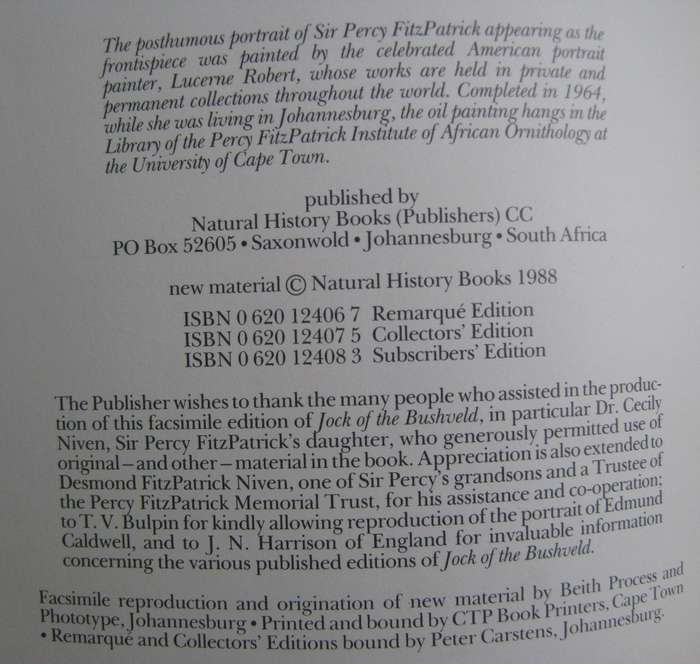 The posthumous portrait of Sir Percy FitzPatrick appearing as the
frontispiece was painted by the celebrated American portrait
painter, Lucerne Robert, whose works are held in private and
permanent collections throughout the world. Completed in 1964,
while she was living in Johannesburg, the oil painting hangs in the
Library of the Percy FitzPatrick Institute of African Ornithology at
the University of Cape Town.
published by
Natural History Books (Publishers) CC
PO Box 52605 • Saxonwold • Johannesburg • South Africa
new material © Natural History Books 1988
ISBN 0 620 12406 7 Remarqué Edition
ISBN 0 620 12407 5 Collectors' Edition
ISBN 0 620 12408 3 Subscribers' Edition
The Publisher wishes to thank the many people who assisted in the produc-
tion of this facsimile edition of Jock of the Bushveld, in particular Dr. Cecily
Niven, Sir Percy FitzPatrick's daughter, who generously permitted use of
original – and other – material in the book. Appreciation is also extended to
Desmond FitzPatrick Niven, one of Sir Percy's grandsons and a Trustee of
the Percy FitzPatrick Memorial Trust, for his assistance and co-operation;
to T. V. Bulpin for kindly allowing reproduction of the portrait of Edmund
Caldwell, and to J. N. Harrison of England for invaluable information
concerning the various published editions of Jock of the Bushveld.
Facsimile reproduction and origination of new material by Beith Process and
Phototype, Johannesburg • Printed and bound by CTP Book Printers, Cape Town
• Remarqué and Collectors' Editions bound by Peter Carstens, Johannesburg.